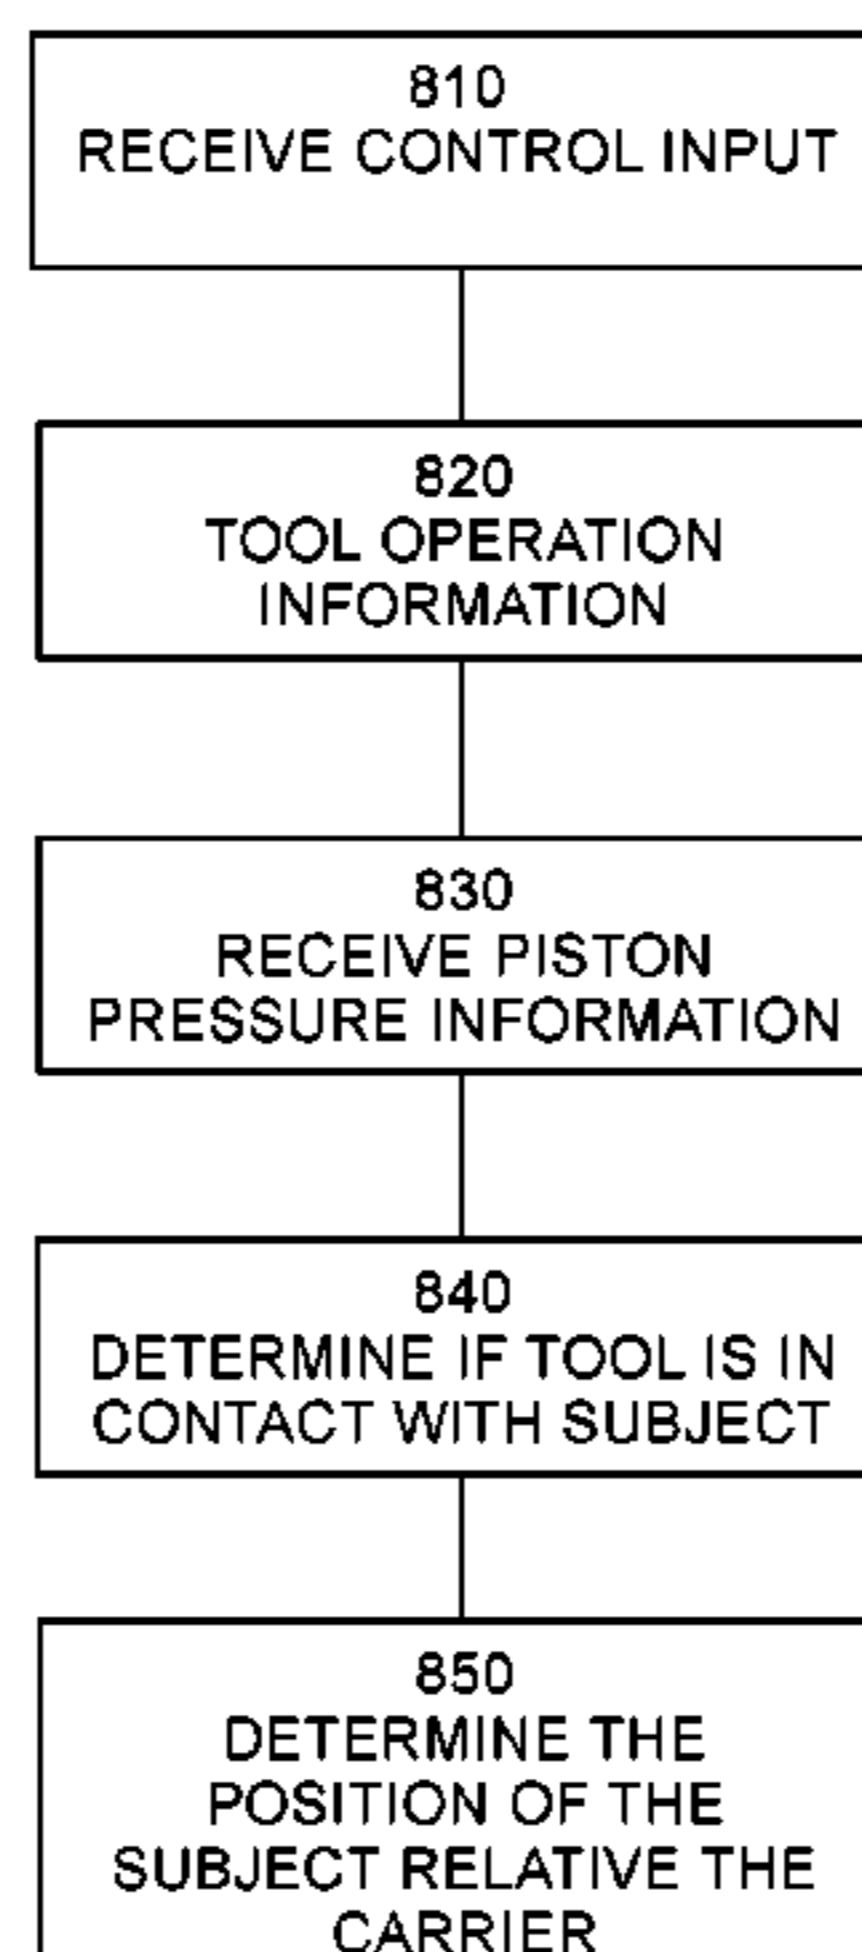 810
RECEIVE CONTROL INPUT
820
TOOL OPERATION
INFORMATION
830
RECEIVE PISTON
PRESSURE INFORMATION
840
DETERMINE IF TOOL IS IN
CONTACT WITH SUBJECT
850
DETERMINE THE
POSITION OF THE
SUBJECT RELATIVE THE
CARRIER